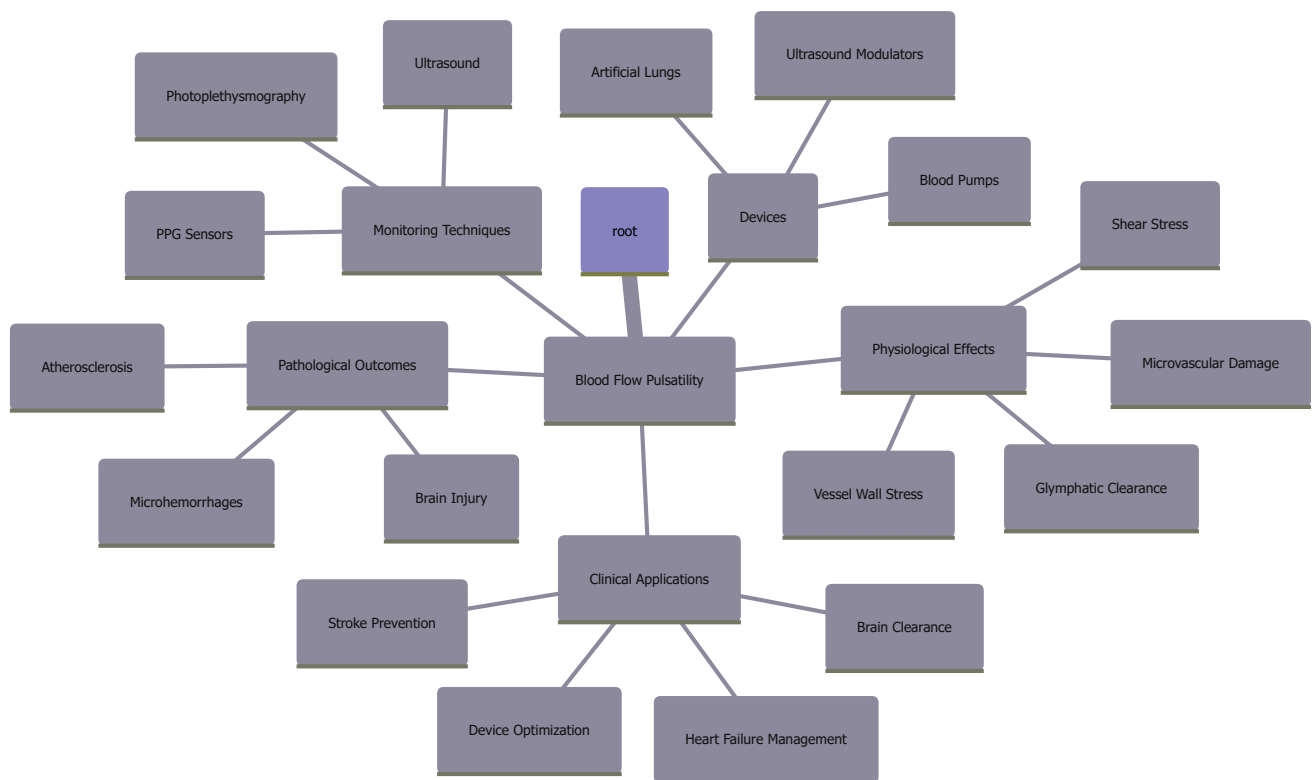 Ultrasound
Artificial Lungs
Ultrasound Modulators
Photoplethysmography
Blood Pumps
PPG Sensors
Monitoring Techniques
root
Devices
Shear Stress
Atherosclerosis
Pathological Outcomes
Blood Flow Pulsatility
Physiological Effects
Microvascular Damage
Microhemorrhages
Brain Injury
Vessel Wall Stress
Glymphatic Clearance
Clinical Applications
Stroke Prevention
Brain Clearance
Device Optimization
Heart Failure Management